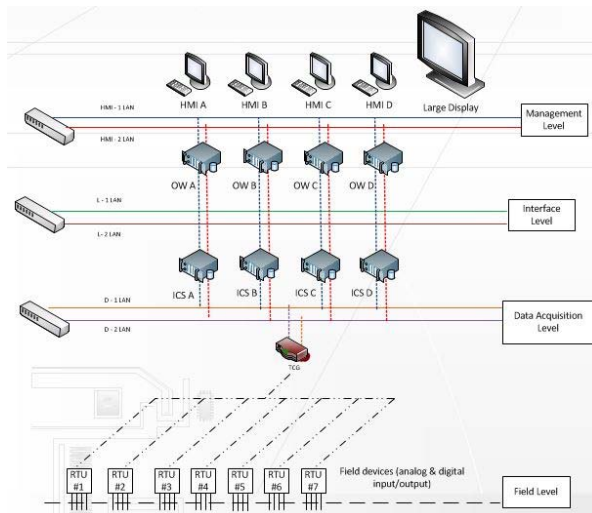 HMI A
HMI B
HMI C
HMI D
Large Display
HMI - 1 LAN
Management
Level
HMI - 2 LAN
OW A
OW B
OW C
OW D
L - 1 LAN
Interface
Level
L- 2 LAN
ICS A
ICS B
ICS C
ICS D
D - 1 LAN
Data Acquisition
Level
D - 2 LAN
TCG
RTU
#1
RTU
#2
RTU
#3
RTU
#4
RTU
#5
RTU
#6
RTU
#7
Field devices (analog & digital
input/output)
Field Level